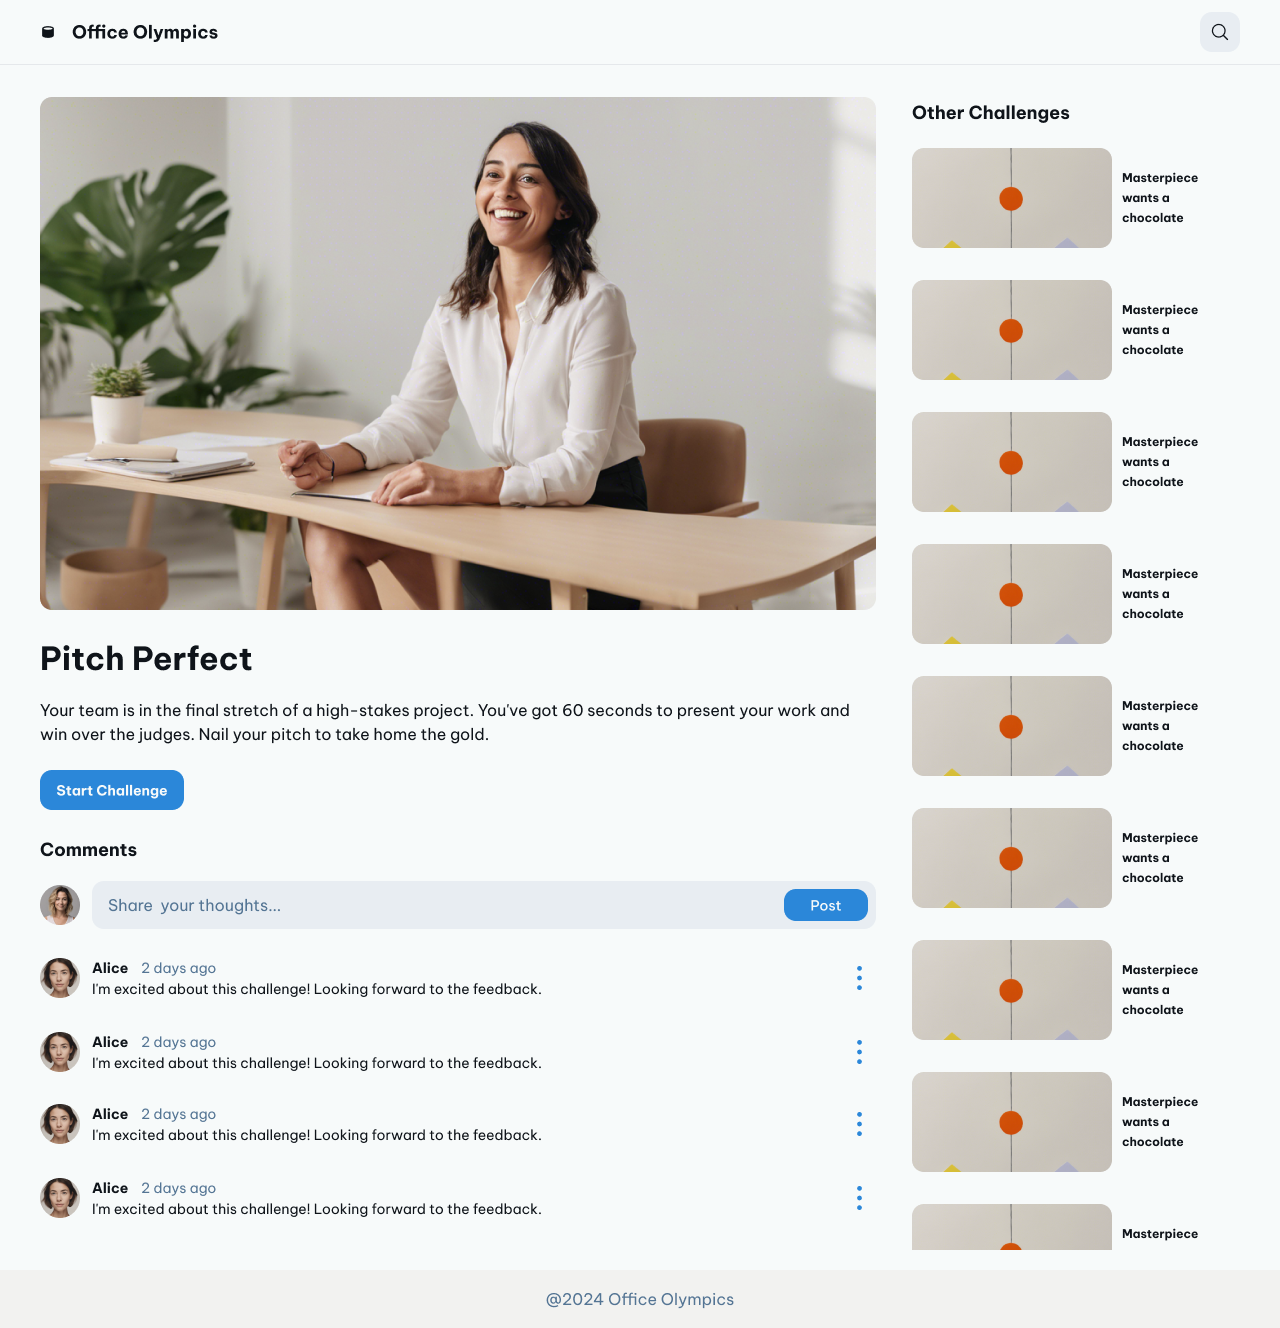 Office Olympics
Pitch Perfect
Your team is in the final stretch of a high-stakes project. You've got 60 seconds to present your work and
win over the judges. Nail your pitch to take home the gold.
Start Challenge
Comments
Share  your thoughts...
Post
Alice 2 days ago
I'm excited about this challenge! Looking forward to the feedback.
Alice 2 days ago
I'm excited about this challenge! Looking forward to the feedback.
Alice 2 days ago
I'm excited about this challenge! Looking forward to the feedback.
Alice 2 days ago
I'm excited about this challenge! Looking forward to the feedback.
Other Challenges
Masterpiece
wants a
chocolate
Masterpiece
wants a
chocolate
Masterpiece
wants a
chocolate
Masterpiece
wants a
chocolate
Masterpiece
wants a
chocolate
Masterpiece
wants a
chocolate
Masterpiece
wants a
chocolate
Masterpiece
wants a
chocolate
Masterpiece
@2024 Office Olympics